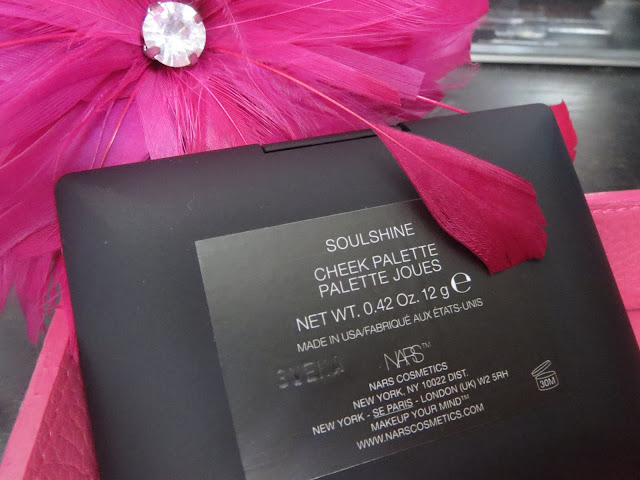 SOULSHINE
CHEEK PALETTE
PALETTE JOUES
NET WT. 0.42 Oz. 12 g ℮
MADE IN USA/FABRIQUÉ AUX ÉTATS-UNIS
NARS™
NARS COSMETICS
NEW YORK, NY 10022 DIST.
NEW YORK - SE PARIS - LONDON (UK) W2 5RH
MAKEUP YOUR MIND™
WWW.NARSCOSMETICS.COM
30M